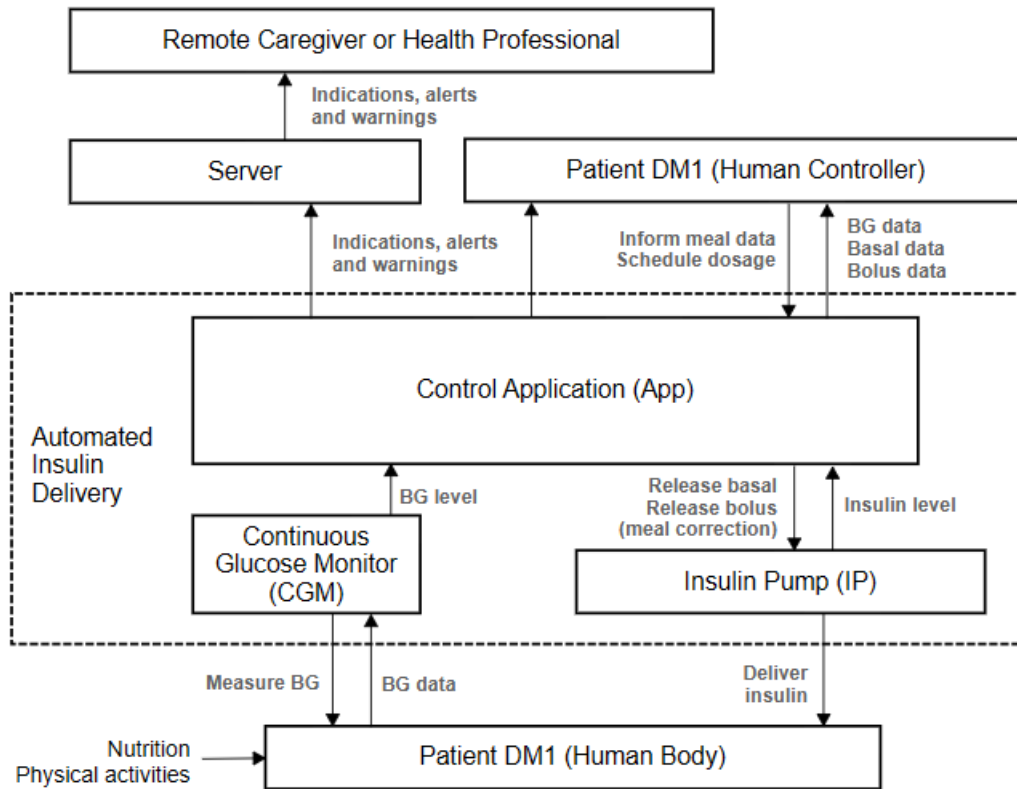 Remote Caregiver or Health Professional
Indications, alerts
and warnings
Server
Patient DM1 (Human Controller)
Indications, alerts
and warnings
Inform meal data
Schedule dosage
BG data
Basal data
Bolus data
Control Application (App)
Automated
Insulin
Delivery
BG level
Release basal
Release bolus
(meal correction)
Insulin level
Continuous
Glucose Monitor
(CGM)
Insulin Pump (IP)
Measure BG
BG data
Deliver
insulin
Nutrition
Physical activities
Patient DM1 (Human Body)